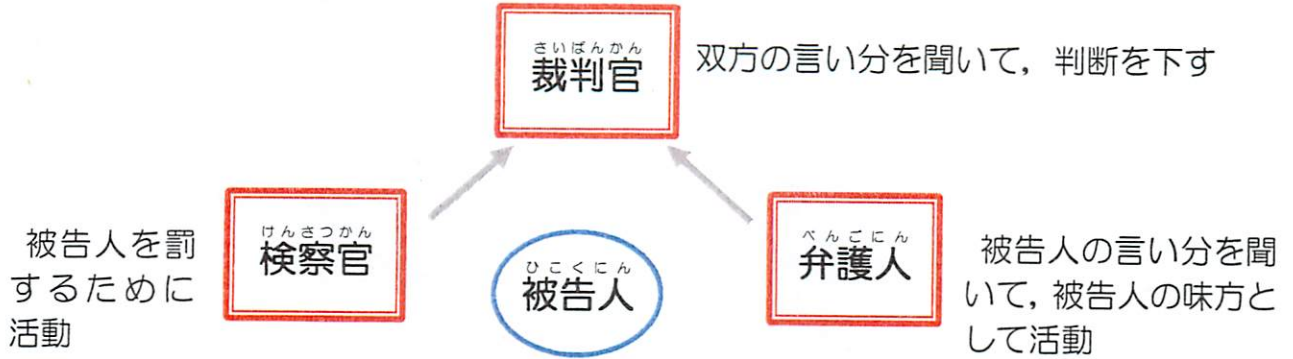 さいばんかん
裁判官
双方の言い分を聞いて，判断を下す
けんさつかん
検察官
被告人を罰
するために
活動
ひこくにん
被告人
べんごにん
弁護人
被告人の言い分を聞
いて，被告人の味方と
して活動